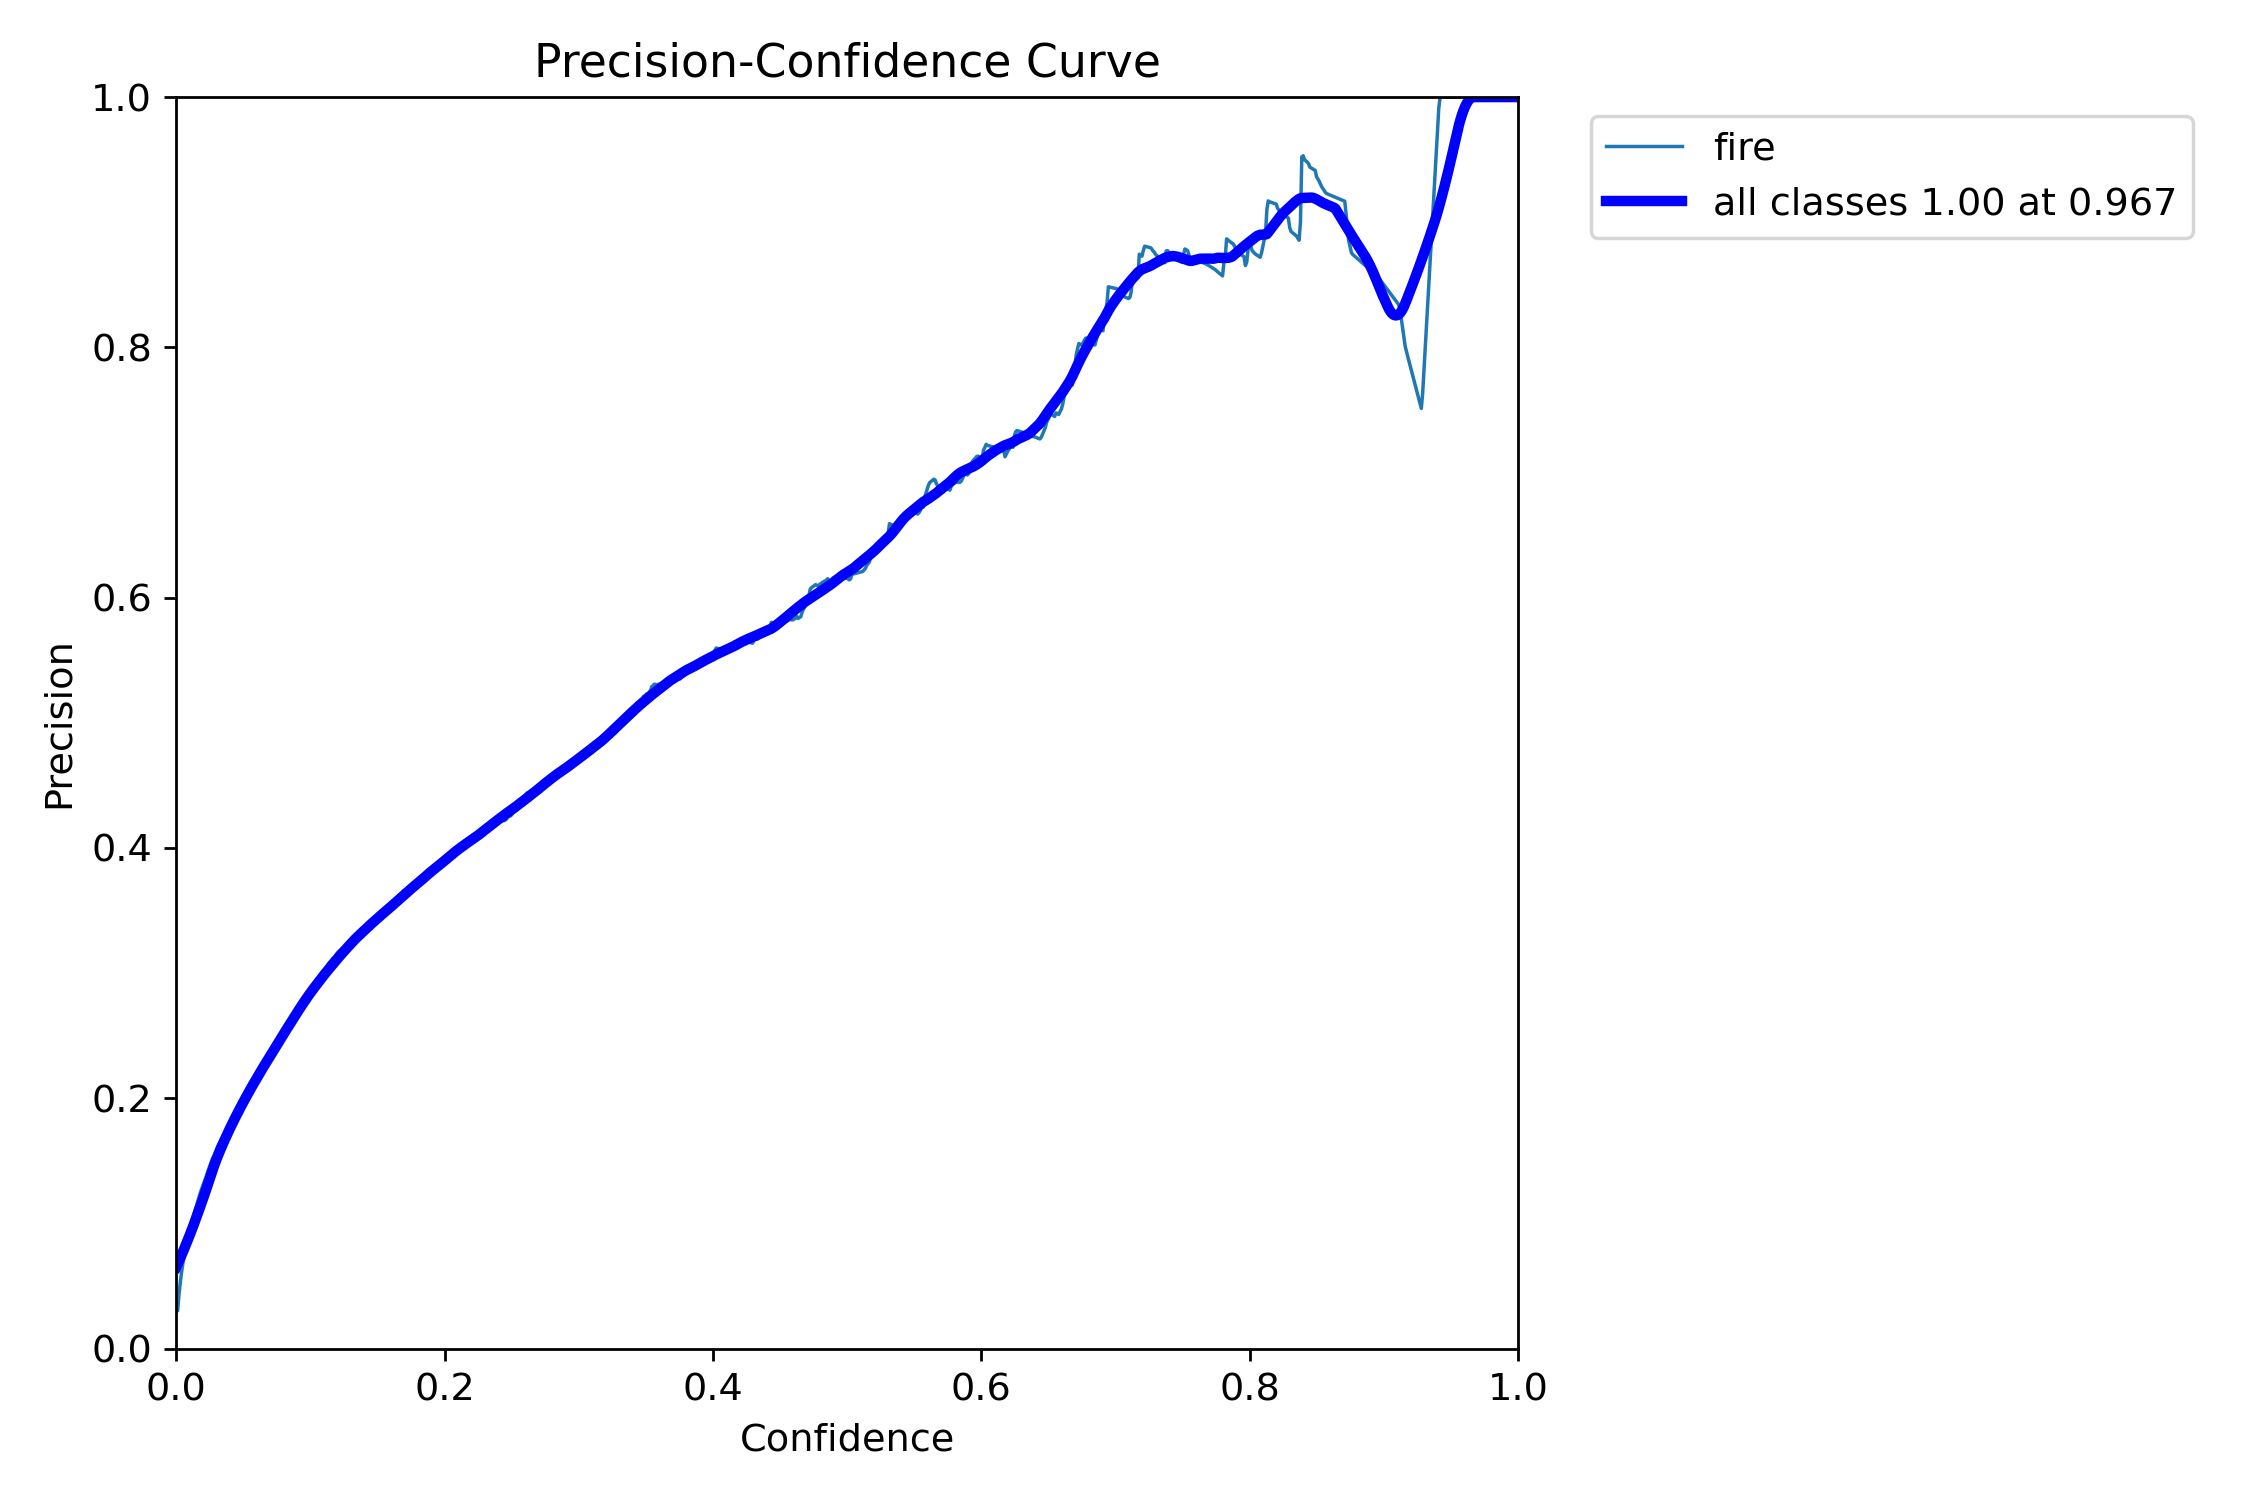 Precision-Confidence Curve
1.0
0.8
0.6
0.4
0.2
0.0
Precision
0.0 0.2 0.4 0.6 0.8 1.0
Confidence
fire
all classes 1.00 at 0.967